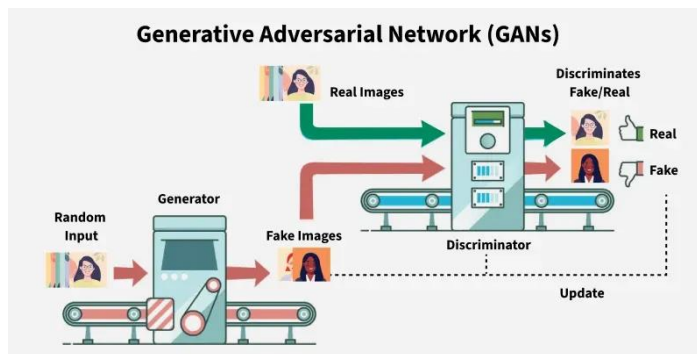 Generative Adversarial Network (GANs)
Real Images
Discriminates
Fake/Real
Real
Fake
Generator
Random
Input
Fake Images
Discriminator
Update